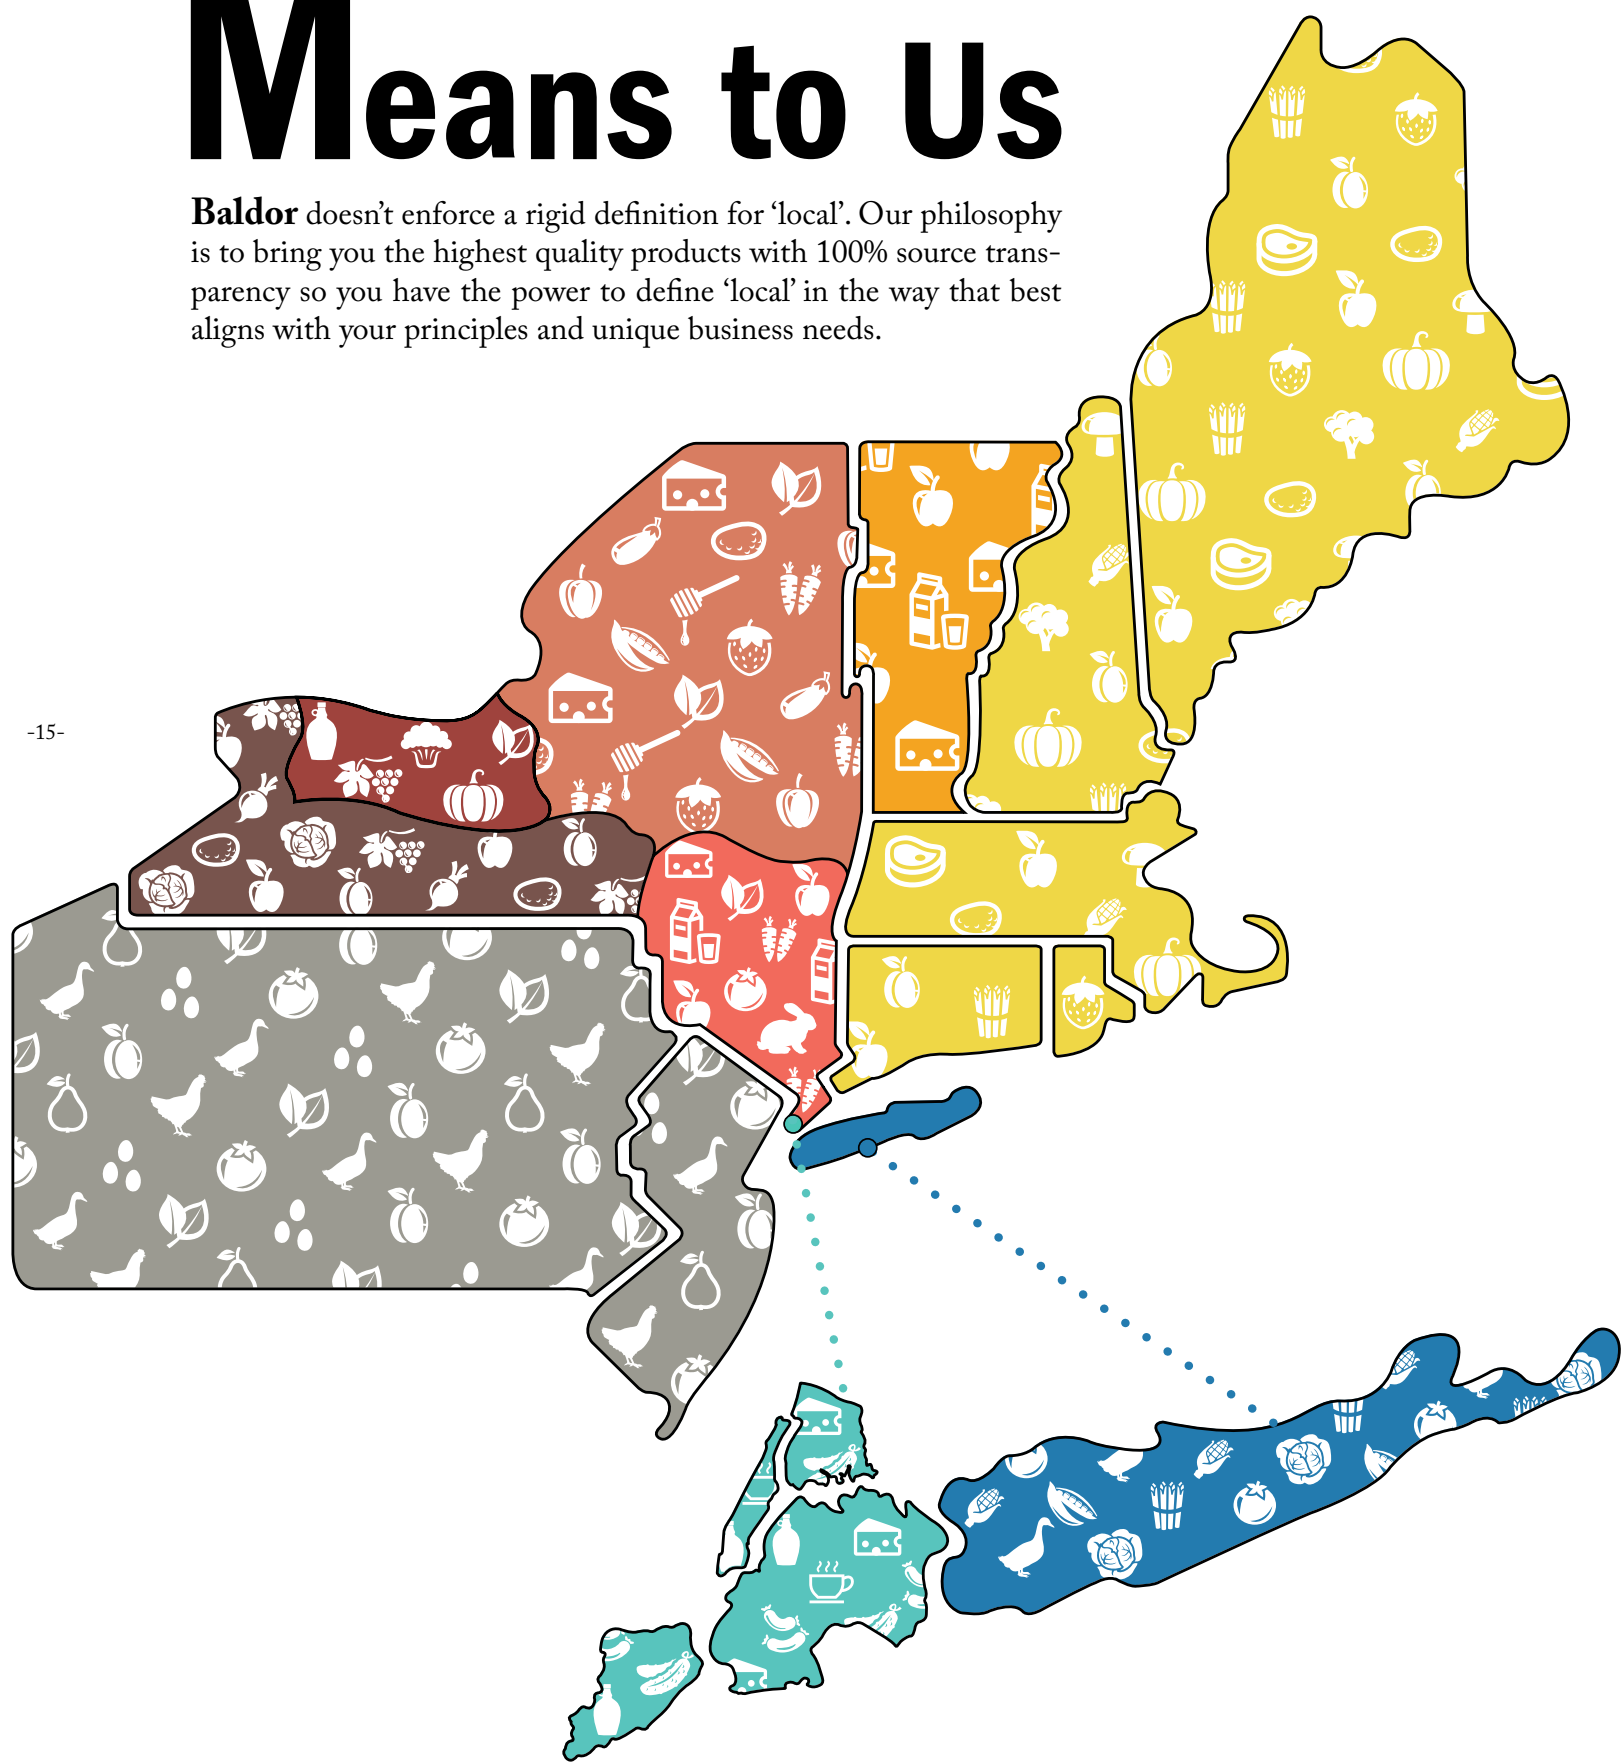 Means to Us
Baldor doesn’t enforce a rigid definition for ‘local’. Our philosophy
is to bring you the highest quality products with 100% source trans-
parency so you have the power to define ‘local’ in the way that best
aligns with your principles and unique business needs.
-15-